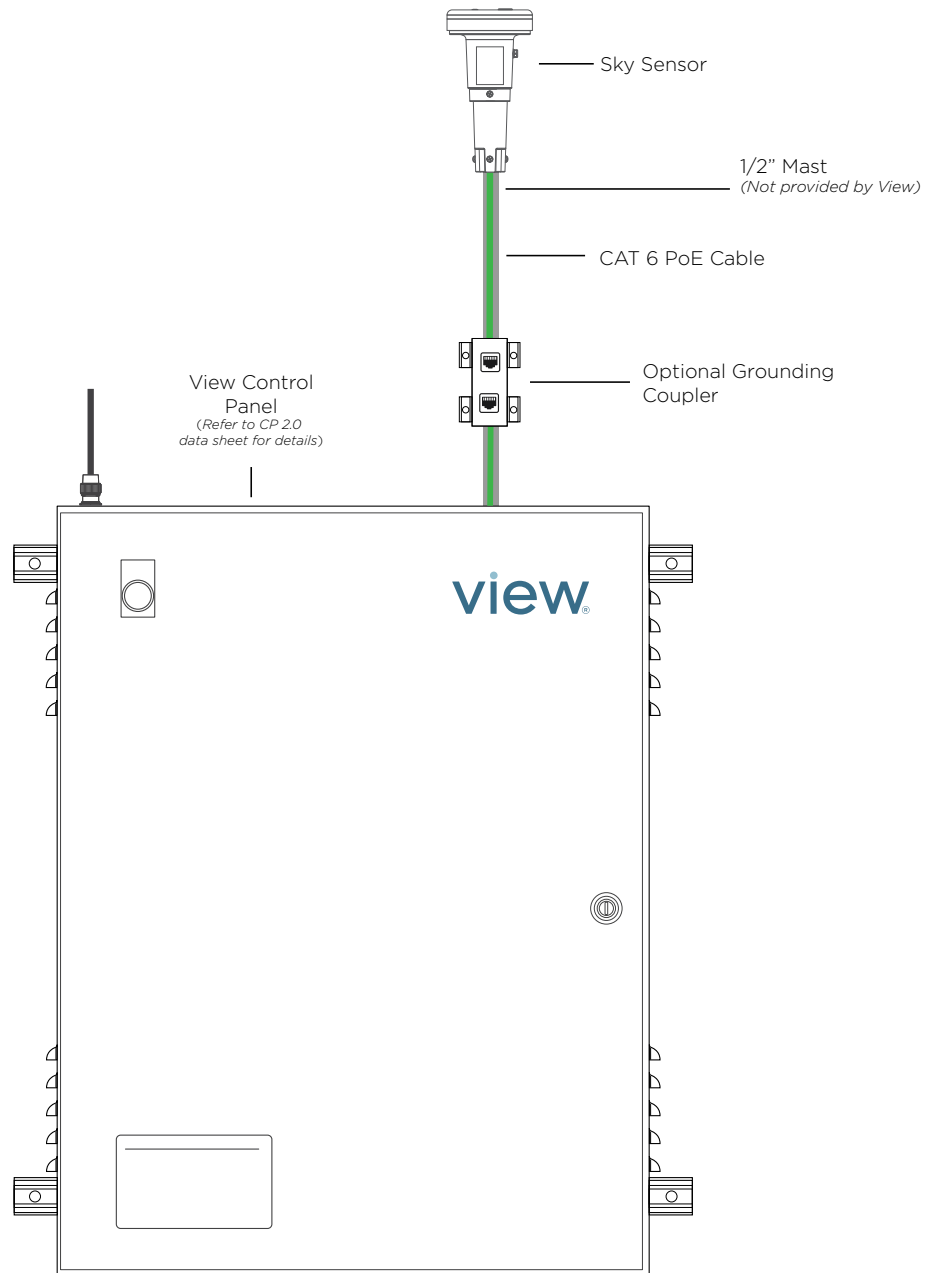 Sky Sensor
1/2” Mast
(Not provided by View)
CAT 6 PoE Cable
Optional Grounding
Coupler
View Control
Panel
(Refer to CP 2.0
data sheet for details)
view®